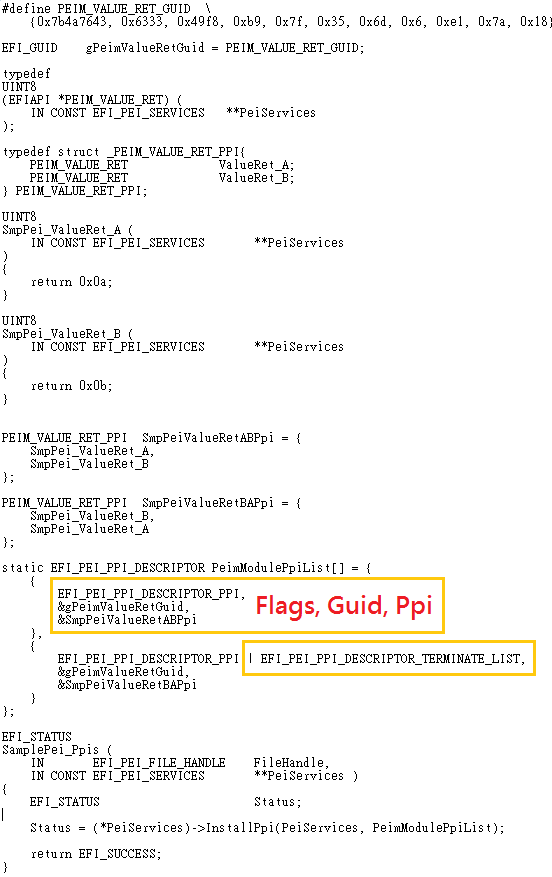 #define PEIM_VALUE_RET_GUID  \
    {0x7b4a7643, 0x6333, 0x49f8, 0xb9, 0x7f, 0x35, 0x6d, 0x6, 0xe1, 0x7a, 0x18}

EFI_GUID    gPeimValueRetGuid = PEIM_VALUE_RET_GUID;

typedef
UINT8
(EFIAPI *PEIM_VALUE_RET) (
    IN CONST EFI_PEI_SERVICES   **PeiServices
);

typedef struct _PEIM_VALUE_RET_PPI{
    PEIM_VALUE_RET             ValueRet_A;
    PEIM_VALUE_RET             ValueRet_B;
} PEIM_VALUE_RET_PPI;

UINT8
SmpPei_ValueRet_A (
    IN CONST EFI_PEI_SERVICES       **PeiServices
)
{
    return 0x0a;
}

UINT8
SmpPei_ValueRet_B (
    IN CONST EFI_PEI_SERVICES       **PeiServices
)
{
    return 0x0b;
}

PEIM_VALUE_RET_PPI  SmpPeiValueRetABPpi = {
    SmpPei_ValueRet_A,
    SmpPei_ValueRet_B
};

PEIM_VALUE_RET_PPI  SmpPeiValueRetBAPpi = {
    SmpPei_ValueRet_B,
    SmpPei_ValueRet_A
};

static EFI_PEI_PPI_DESCRIPTOR PeimModulePpiList[] = {
    {
        EFI_PEI_PPI_DESCRIPTOR_PPI,
        &gPeimValueRetGuid,
        &SmpPeiValueRetABPpi
Flags, Guid, Ppi
    },
    {
        EFI_PEI_PPI_DESCRIPTOR_PPI | EFI_PEI_PPI_DESCRIPTOR_TERMINATE_LIST,
        &gPeimValueRetGuid,
        &SmpPeiValueRetBAPpi
    }
};

EFI_STATUS
SamplePei_Ppis (
    IN       EFI_PEI_FILE_HANDLE    FileHandle,
    IN CONST EFI_PEI_SERVICES       **PeiServices )
{
    EFI_STATUS                      Status;

    Status = (*PeiServices)->InstallPpi(PeiServices, PeimModulePpiList);

    return EFI_SUCCESS;
}